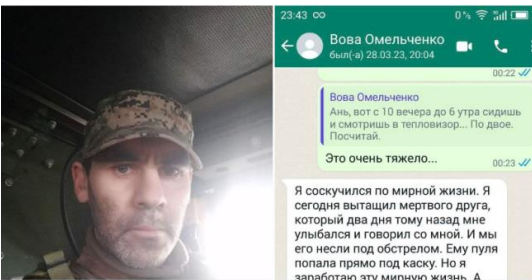 23:43
0%
Вова Омельченко
был(-а) 28.03.23, 20:04
00:22
Вова Омельченко
Ань, вот с 10 вечера до 6 утра сидишь
и смотришь в тепловизор... По двое.
Посчитай.
Это очень тяжело...
00:23
Я соскучился по мирной жизни. Я
сегодня вытащил мертвого друга,
который два дня тому назад мне
улыбался и говорил со мной. И мы
его несли под обстрелом. Ему пуля
попала прямо под каску. Но я
заработаю эту мирную жизнь. А